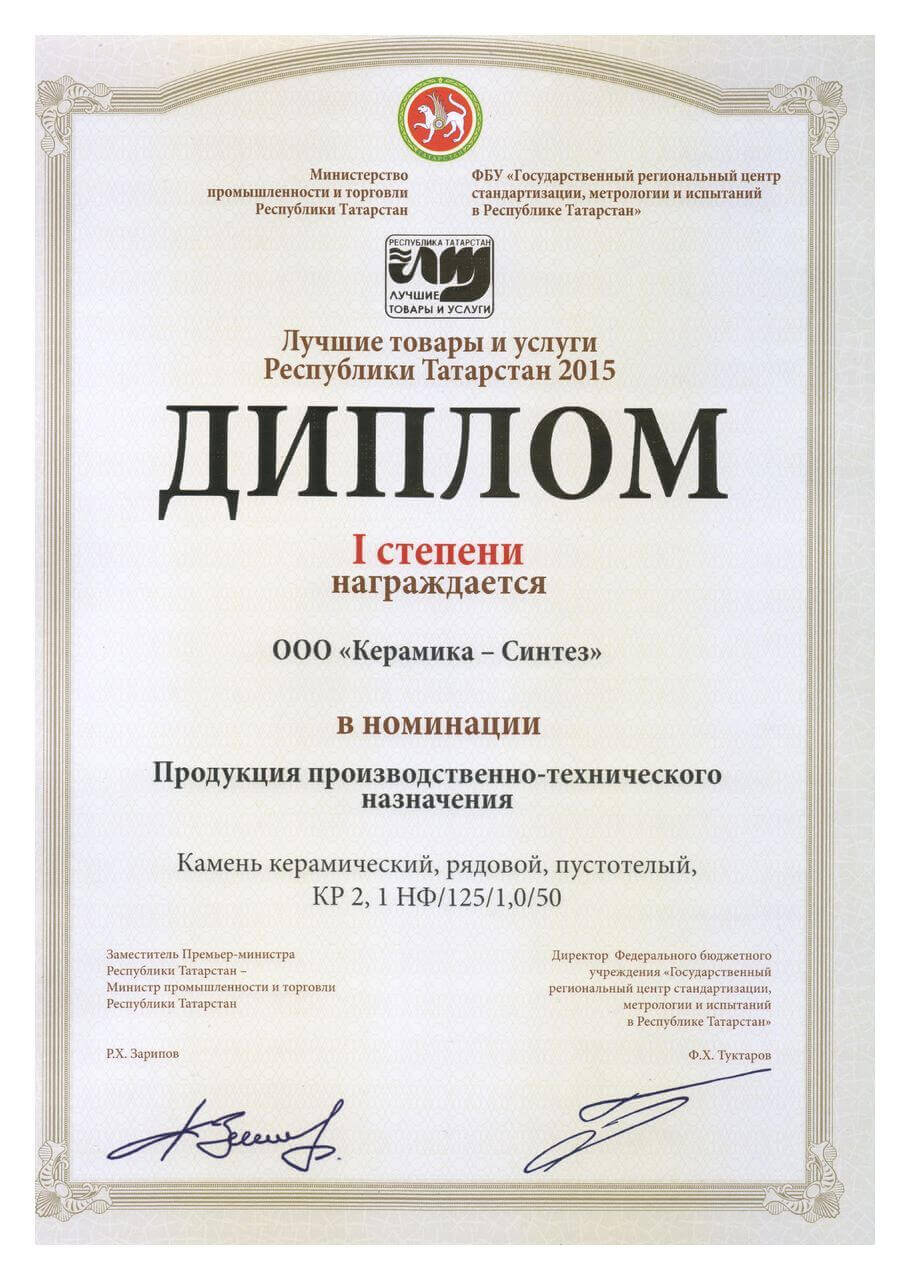 ТАТАРСТАН
Министерство
промышленности и торговли
Республики Татарстан
ФБУ «Государственный региональный центр
стандартизации, метрологии и испытаний
в Республике Татарстан»
РЕСПУБЛИКА ТАТАРСТАН
ЛУЧШИЕ
ТОВАРЫ И УСЛУГИ
Лучшие товары и услуги
Республики Татарстан 2015
ДИПЛОМ
I степени
награждается
ООО «Керамика – Синтез»
в номинации
Продукция производственно-технического
назначения
Камень керамический, рядовой, пустотелый,
КР 2, 1 НФ/125/1,0/50
Заместитель Премьер-министра
Республики Татарстан –
Министр промышленности и торговли
Республики Татарстан
Р.Х. Зарипов
Директор Федерального бюджетного
учреждения «Государственный
региональный центр стандартизации,
метрологии и испытаний
в Республике Татарстан»
Ф.Х. Туктаров